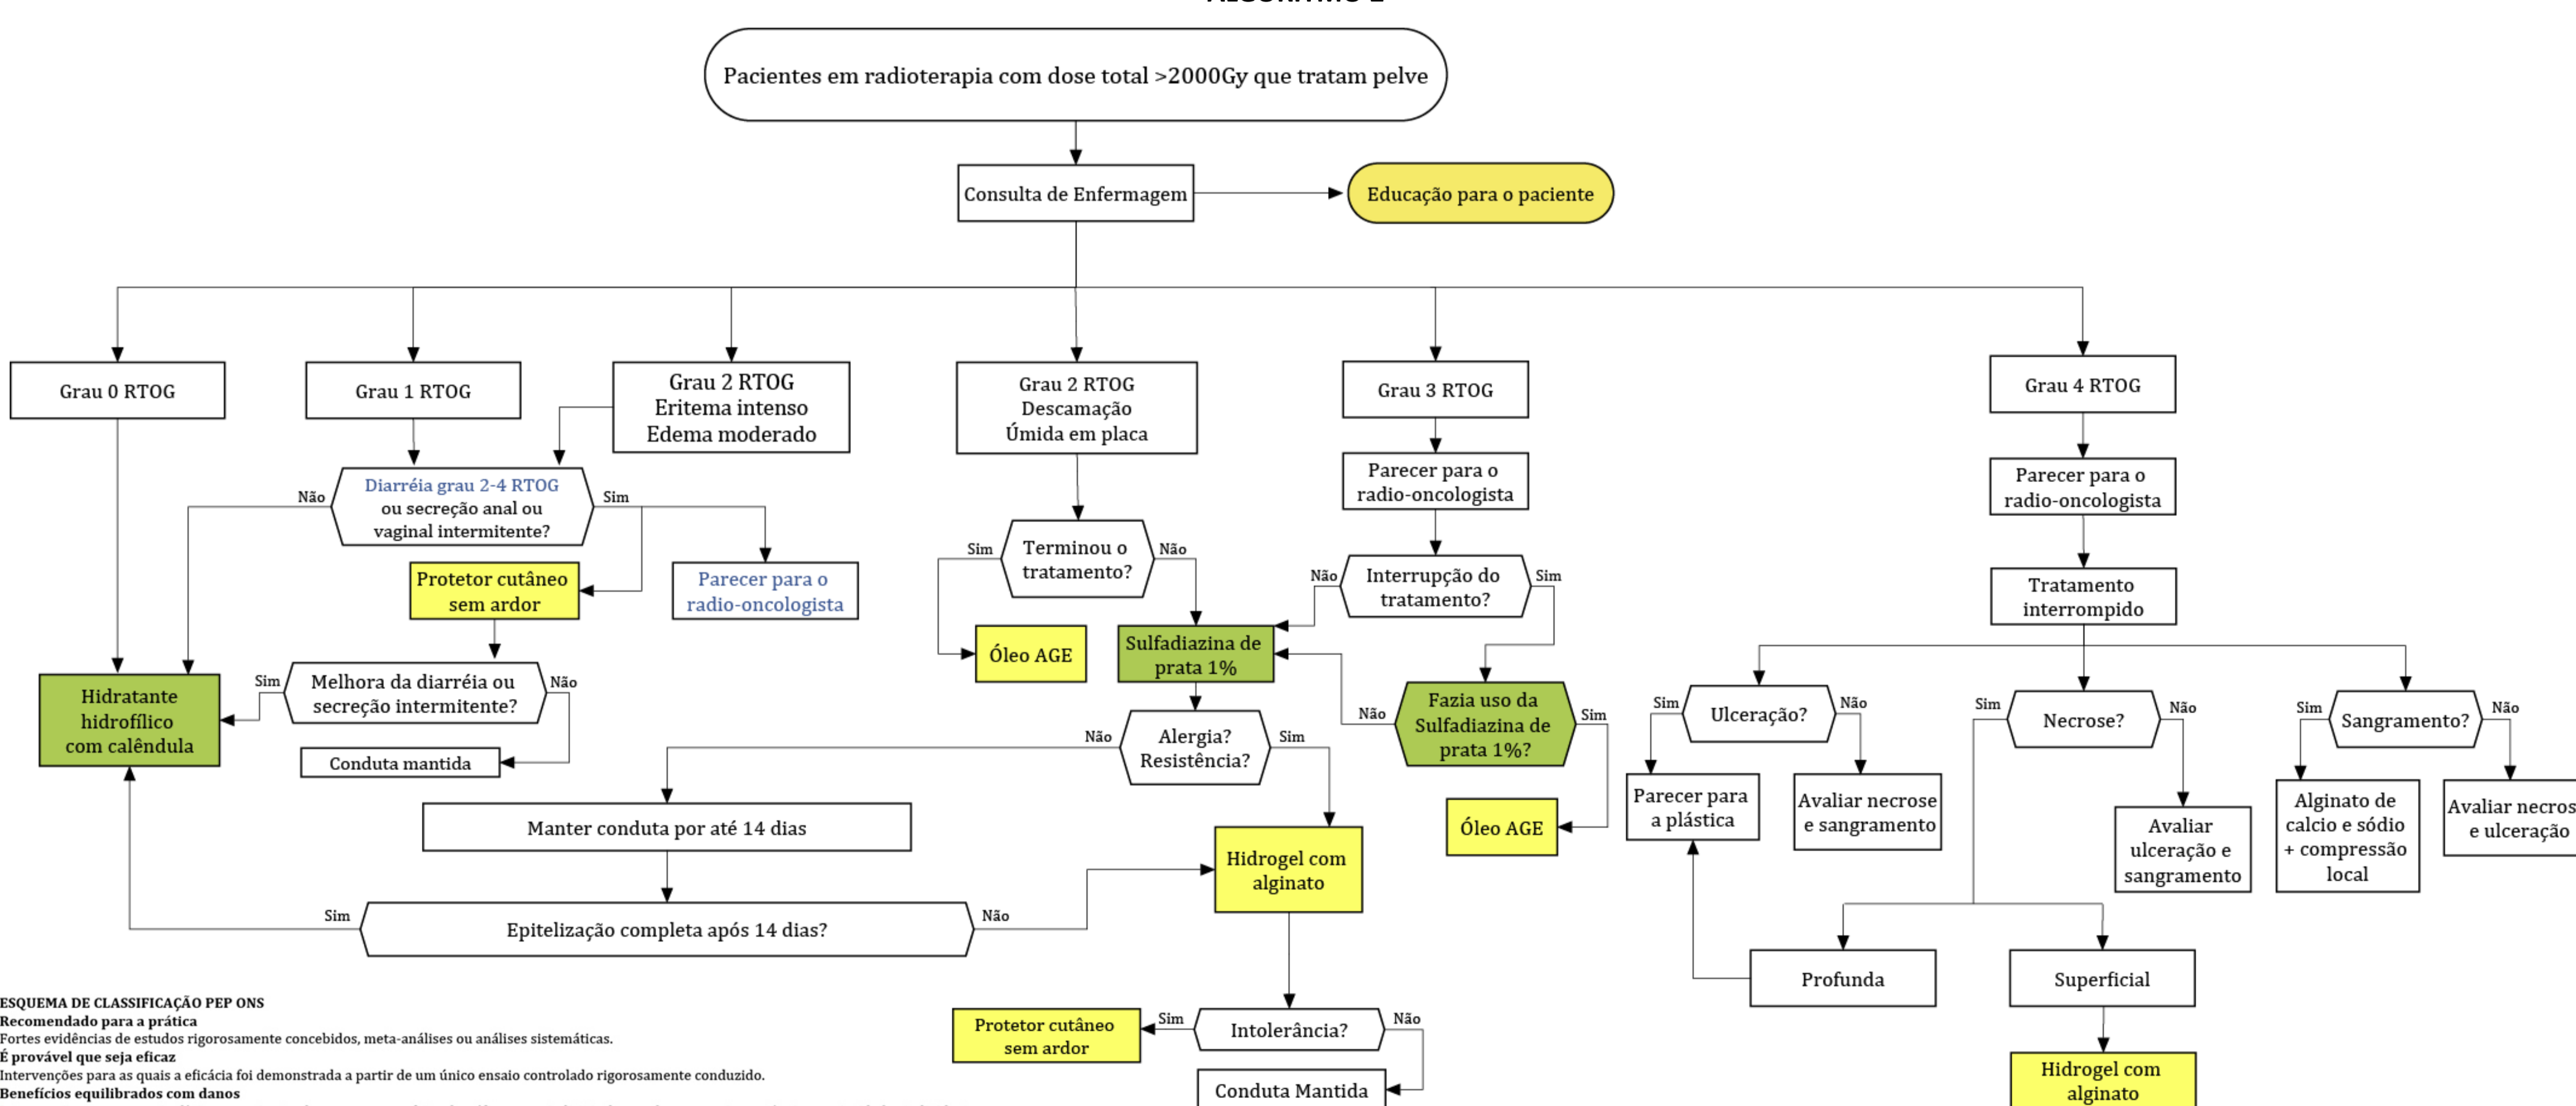 Pacientes em radioterapia com dose total >2000Gy que tratam pelve
Consulta de Enfermagem
Educação para o paciente
Grau 0 RTOG
Grau 1 RTOG
Grau 2 RTOG
Eritema intenso
Edema moderado
Grau 2 RTOG
Descamação
Úmida em placa
Grau 3 RTOG
Grau 4 RTOG
Diarréia grau 2-4 RTOG
ou secreção anal ou
vaginal intermitente?
Não
Sim
Protetor cutâneo
sem ardor
Parecer para o
radio-oncologista
Hidratante
hidrofílico
com calêndula
Melhora da diarréia ou
secreção intermitente?
Sim
Não
Conduta mantida
Terminou o
tratamento?
Sim
Não
Óleo AGE
Sulfadiazina de
prata 1%
Parecer para o
radio-oncologista
Interrupção do
tratamento?
Não
Sim
Fazia uso da
Sulfadiazina de
prata 1%?
Não
Sim
Óleo AGE
Alergia?
Resistência?
Não
Sim
Manter conduta por até 14 dias
Epitelização completa após 14 dias?
Sim
Não
Hidrogel com
alginato
Intolerância?
Sim
Não
Protetor cutâneo
sem ardor
Conduta Mantida
Parecer para o
radio-oncologista
Tratamento
interrompido
Ulceração?
Sim
Não
Parecer para
a plástica
Avaliar necrose
e sangramento
Necrose?
Sim
Não
Avaliar
ulceração e
sangramento
Profunda
Superficial
Hidrogel com
alginato
Sangramento?
Sim
Não
Alginato de
calcio e sódio
+ compressão
local
Avaliar necros
e ulceração
ESQUEMA DE CLASSIFICAÇÃO PEP ONS
Recomendado para a prática
Fortes evidências de estudos rigorosamente concebidos, meta-análises ou análises sistemáticas.
É provável que seja eficaz
Intervenções para as quais a eficácia foi demonstrada a partir de um único ensaio controlado rigorosamente conduzido.
Benefícios equilibrados com danos